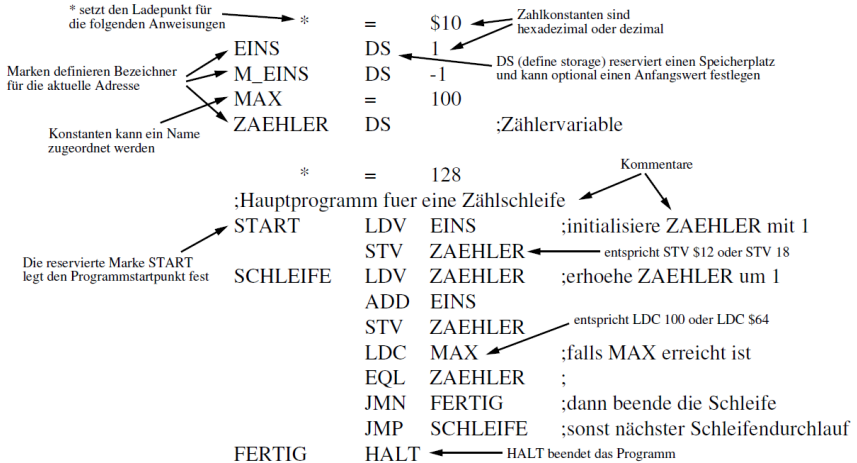 * setzt den Ladepunkt für
die folgenden Anweisungen
* = $10
Zahlkonstanten sind
hexadezimal oder dezimal
EINS DS 1
DS (define storage) reserviert einen Speicherplatz
und kann optional einen Anfangswert festlegen
Marken definieren Bezeichner
für die aktuelle Adresse
M_EINS DS -1
MAX = 100
Konstanten kann ein Name
zugeordnet werden
ZAEHLER DS ;Zählervariable
Kommentare
* = 128
;Hauptprogramm fuer eine Zählschleife
START LDV EINS ;initialisiere ZAEHLER mit 1
STV ZAEHLER entspricht STV $12 oder STV 18
Die reservierte Marke START
legt den Programmstartpunkt fest
SCHLEIFE LDV ZAEHLER ;erhoehe ZAEHLER um 1
ADD EINS
STV ZAEHLER
entspricht LDC 100 oder LDC $64
LDC MAX ;falls MAX erreicht ist
EQL ZAEHLER ;
JMN FERTIG ;dann beende die Schleife
JMP SCHLEIFE ;sonst nächster Schleifendurchlauf
FERTIG HALT HALT beendet das Programm